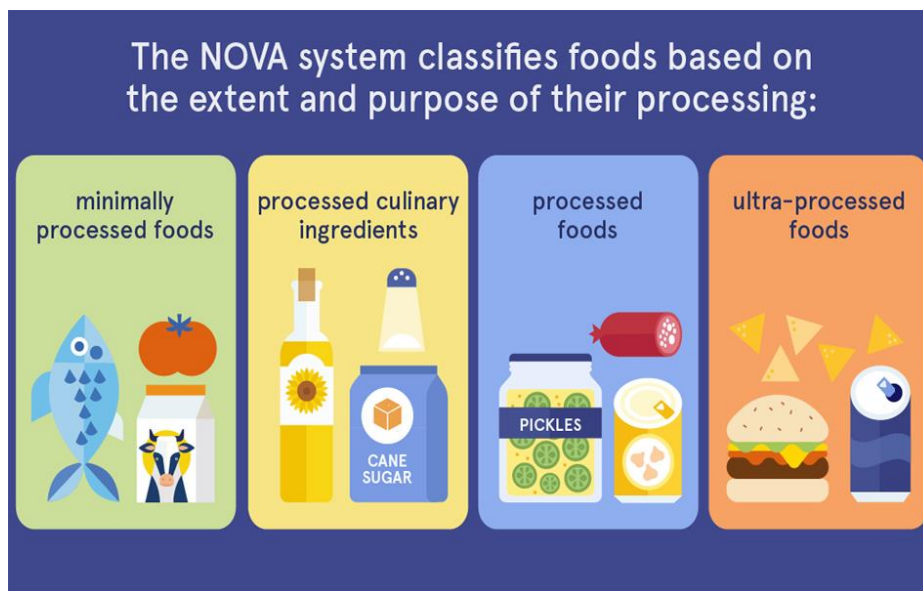 The NOVA system classifies foods based on
the extent and purpose of their processing:
minimally
processed foods
processed culinary
ingredients
CANE
SUGAR
processed
foods
PICKLES
ultra-processed
foods